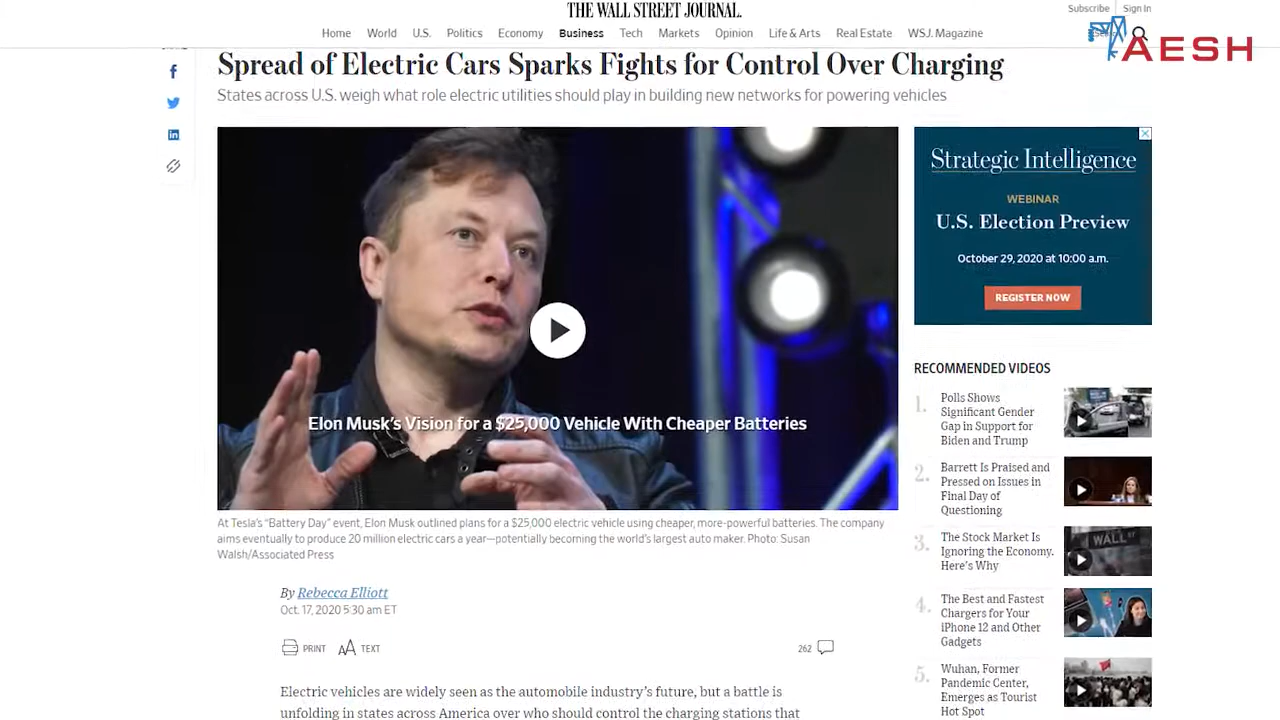 THE WALL STREET JOURNAL.
Subscribe
Sign In
Home World U.S. Politics Economy Business Tech Markets Opinion Life & Arts Real Estate WSJ. Magazine
AESH
Spread of Electric Cars Sparks Fights for Control Over Charging
States across U.S. weigh what role electric utilities should play in building new networks for powering vehicles
Elon Musk's Vision for a $25,000 Vehicle With Cheaper Batteries
At Tesla's "Battery Day" event, Elon Musk outlined plans for a $25,000 electric vehicle using cheaper, more-powerful batteries. The company
aims eventually to produce 20 million electric cars a year—potentially becoming the world's largest auto maker. Photo: Susan
Walsh/Associated Press
By Rebecca Elliott
Oct. 17, 2020 5:30 am ET
PRINT
TEXT
262
Electric vehicles are widely seen as the automobile industry's future, but a battle is
unfolding in states across America over who should control the charging stations that
Strategic Intelligence
WEBINAR
U.S. Election Preview
October 29, 2020 at 10:00 a.m.
REGISTER NOW
RECOMMENDED VIDEOS
1. Polls Shows
Significant Gender
Gap in Support for
Biden and Trump
2. Barrett Is Praised and
Pressed on Issues in
Final Day of
Questioning
3. The Stock Market Is
Ignoring the Economy.
Here's Why
WALL ST
4. The Best and Fastest
Chargers for Your
iPhone 12 and Other
Gadgets
5. Wuhan, Former
Pandemic Center,
Emerges as Tourist
Hot Spot